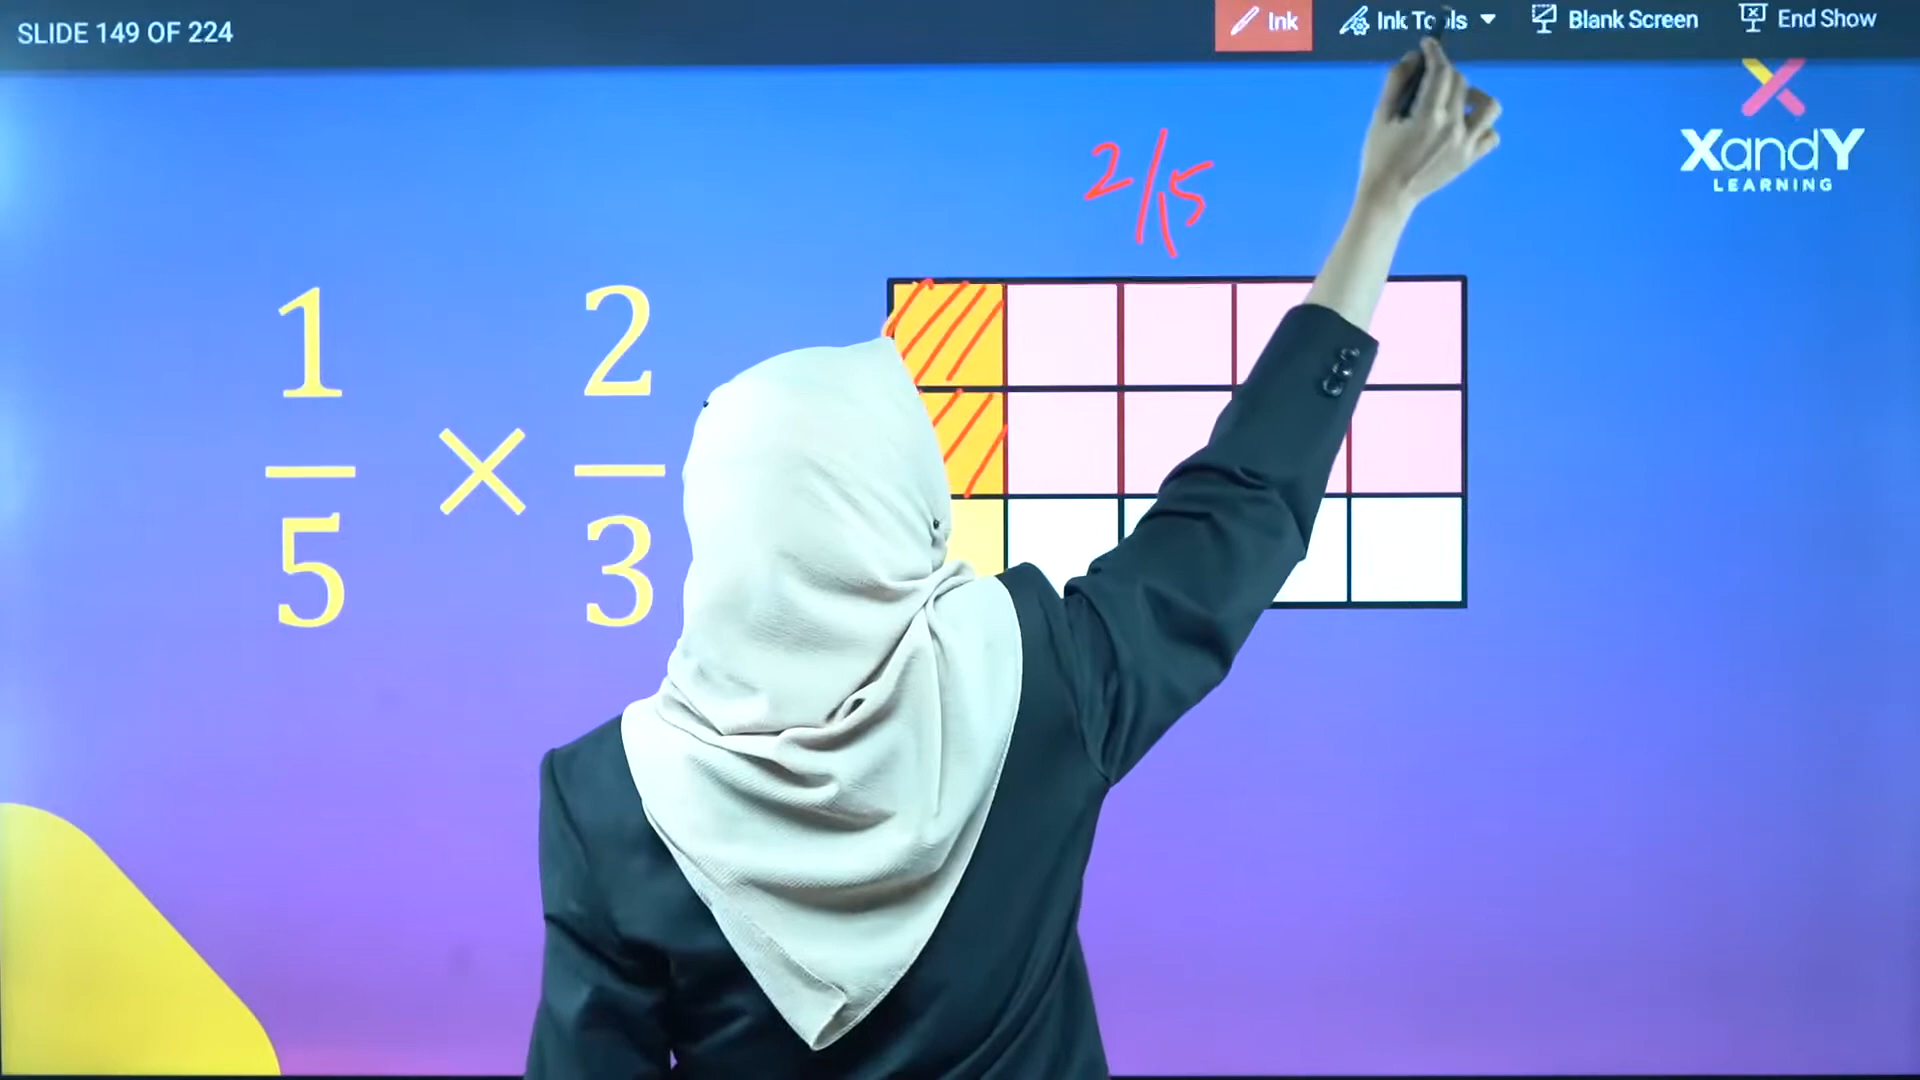 SLIDE 149 OF 224
Ink
Ink Tools
Blank Screen
End Show
XandY
LEARNING
2/15
1/5 × 2/3